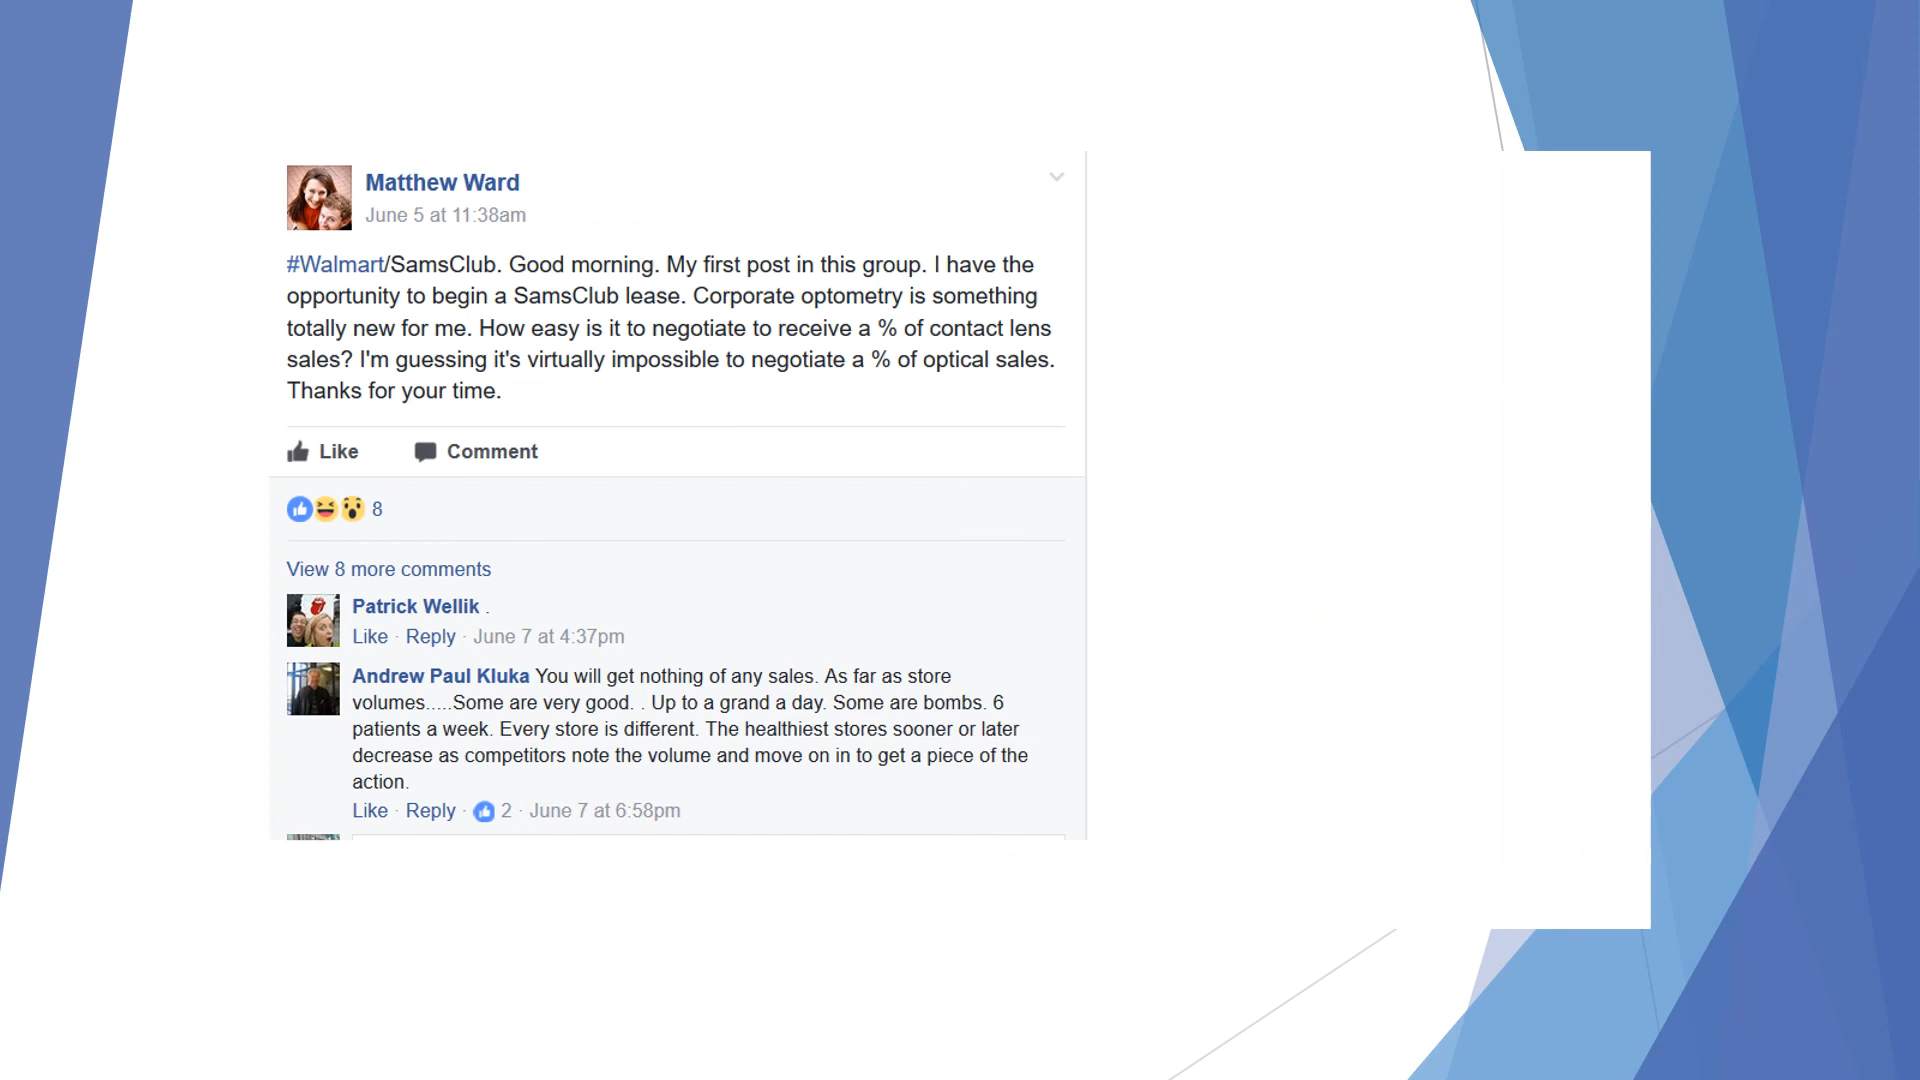 Matthew Ward
June 5 at 11:38am
#Walmart/SamsClub. Good morning. My first post in this group. I have the
opportunity to begin a SamsClub lease. Corporate optometry is something
totally new for me. How easy is it to negotiate to receive a % of contact lens
sales? I'm guessing it's virtually impossible to negotiate a % of optical sales.
Thanks for your time.
Like Comment
8
View 8 more comments
Patrick Wellik .
Like · Reply · June 7 at 4:37pm
Andrew Paul Kluka You will get nothing of any sales. As far as store
volumes.....Some are very good. . Up to a grand a day. Some are bombs. 6
patients a week. Every store is different. The healthiest stores sooner or later
decrease as competitors note the volume and move on in to get a piece of the
action.
Like · Reply · 2 · June 7 at 6:58pm